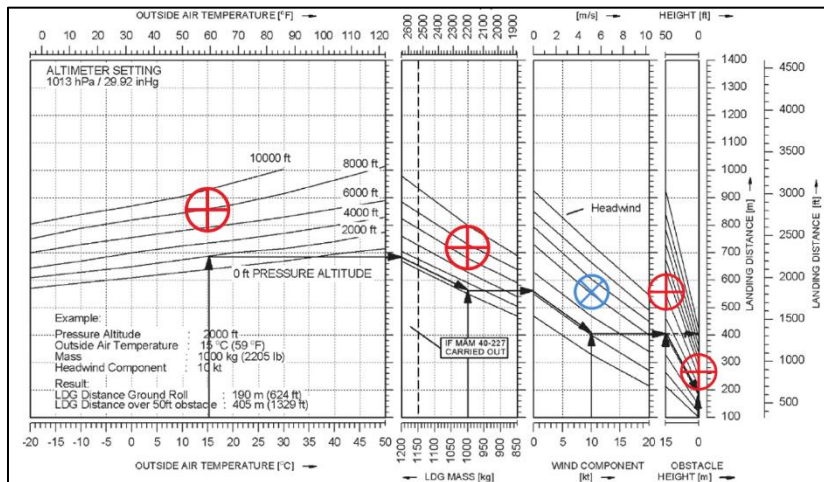 OUTSIDE AIR TEMPERATURE [°F]
[m/s]
HEIGHT [ft]
0 10 20 30 40 50 60 70 80 90 100 110 120
2600 2500 2400 2300 2200 2100 2000 1900
0 2 4 6 8 10
50 0
ALTIMETER SETTING
1013 hPa / 29.92 inHg
10000 ft
8000 ft
6000 ft
4000 ft
2000 ft
0 ft PRESSURE ALTITUDE
Headwind
Example:
Pressure Altitude : 2000 ft
Outside Air Temperature : 15 °C (59 °F)
Mass : 1000 kg (2205 lb)
Headwind Component : 10 kt
Result:
LDG Distance Ground Roll : 190 m (624 ft)
LDG Distance over 50ft obstacle : 405 m (1329 ft)
IF MAM 40-227
CARRIED OUT
1400
1300
1200
1100
1000
900
800
700
600
500
400
300
200
100
LANDING DISTANCE [m]
4500
4000
3500
3000
2500
2000
1500
1000
500
LANDING DISTANCE [ft]
-20 -15 -10 -5 0 5 10 15 20 25 30 35 40 45 50
1200 1150 1100 1050 1000 950 900 850
0 5 10 15 20
15 0
OUTSIDE AIR TEMPERATURE [°C]
LDG MASS [kg]
WIND COMPONENT
[kt]
OBSTACLE
HEIGHT [m]